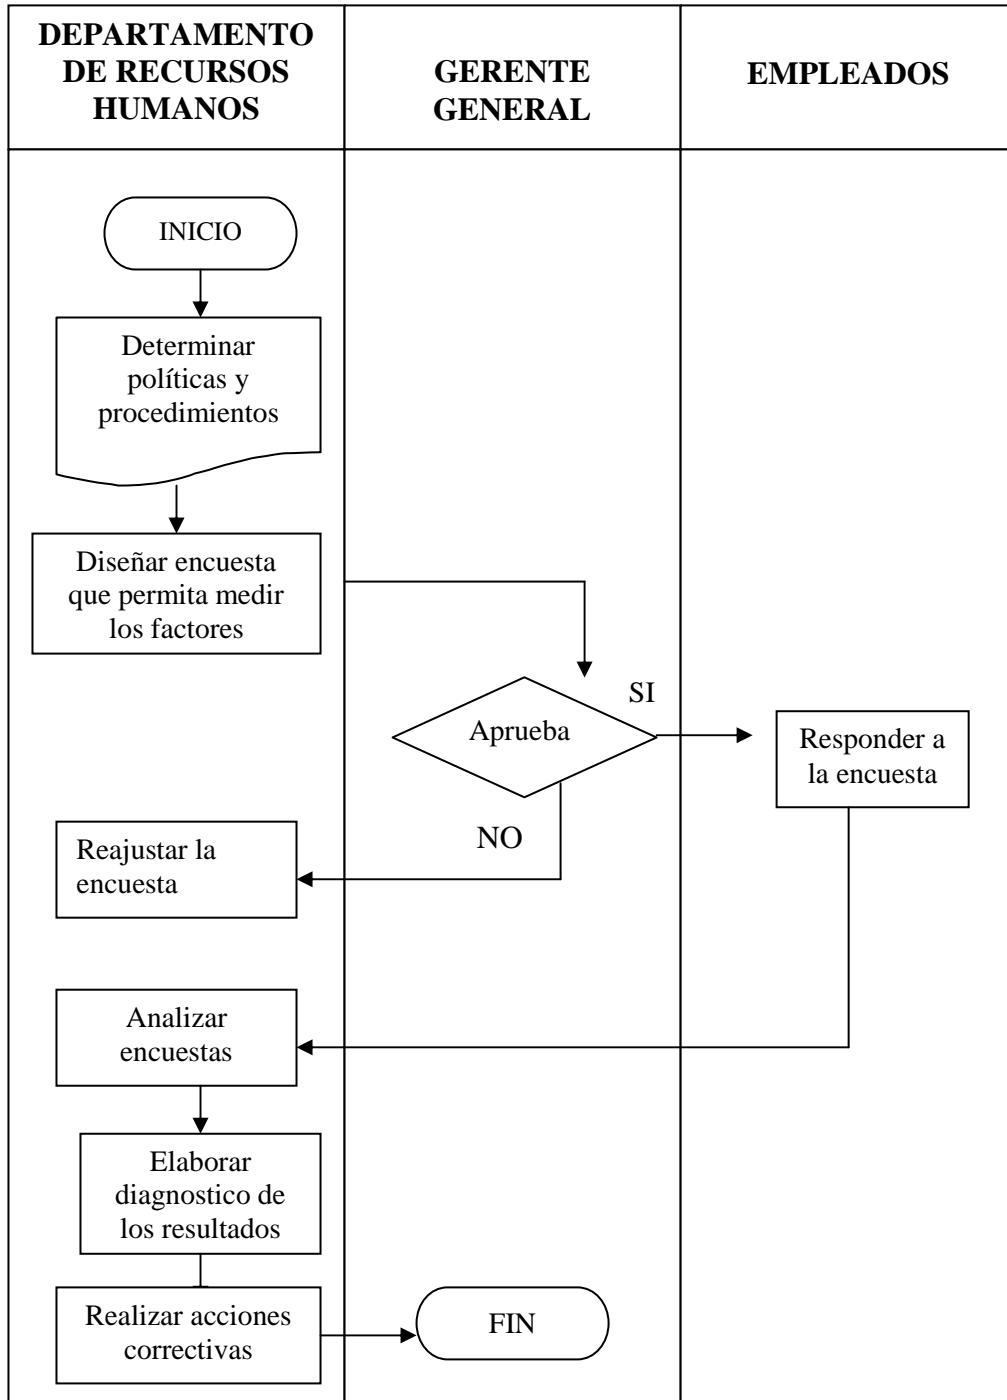 DEPARTAMENTO
DE RECURSOS
HUMANOS
GERENTE
GENERAL
EMPLEADOS
INICIO
Determinar
políticas y
procedimientos
Diseñar encuesta
que permita medir
los factores
SI
Aprueba
Responder a
la encuesta
NO
Reajustar la
encuesta
Analizar
encuestas
Elaborar
diagnostico de
los resultados
Realizar acciones
correctivas
FIN